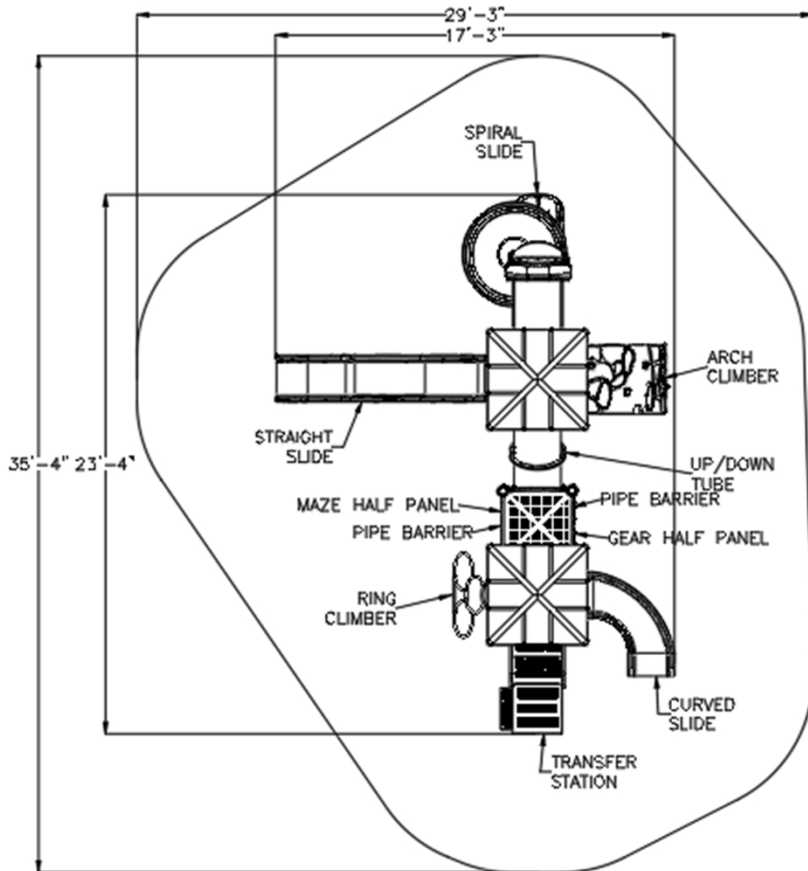 29'-3"
17'-3"
SPIRAL
SLIDE
ARCH
CLIMBER
STRAIGHT
SLIDE
35'-4" 23'-4"
UP/DOWN
TUBE
MAZE HALF PANEL
PIPE BARRIER
PIPE BARRIER
GEAR HALF PANEL
RING
CLIMBER
CURVED
SLIDE
TRANSFER
STATION